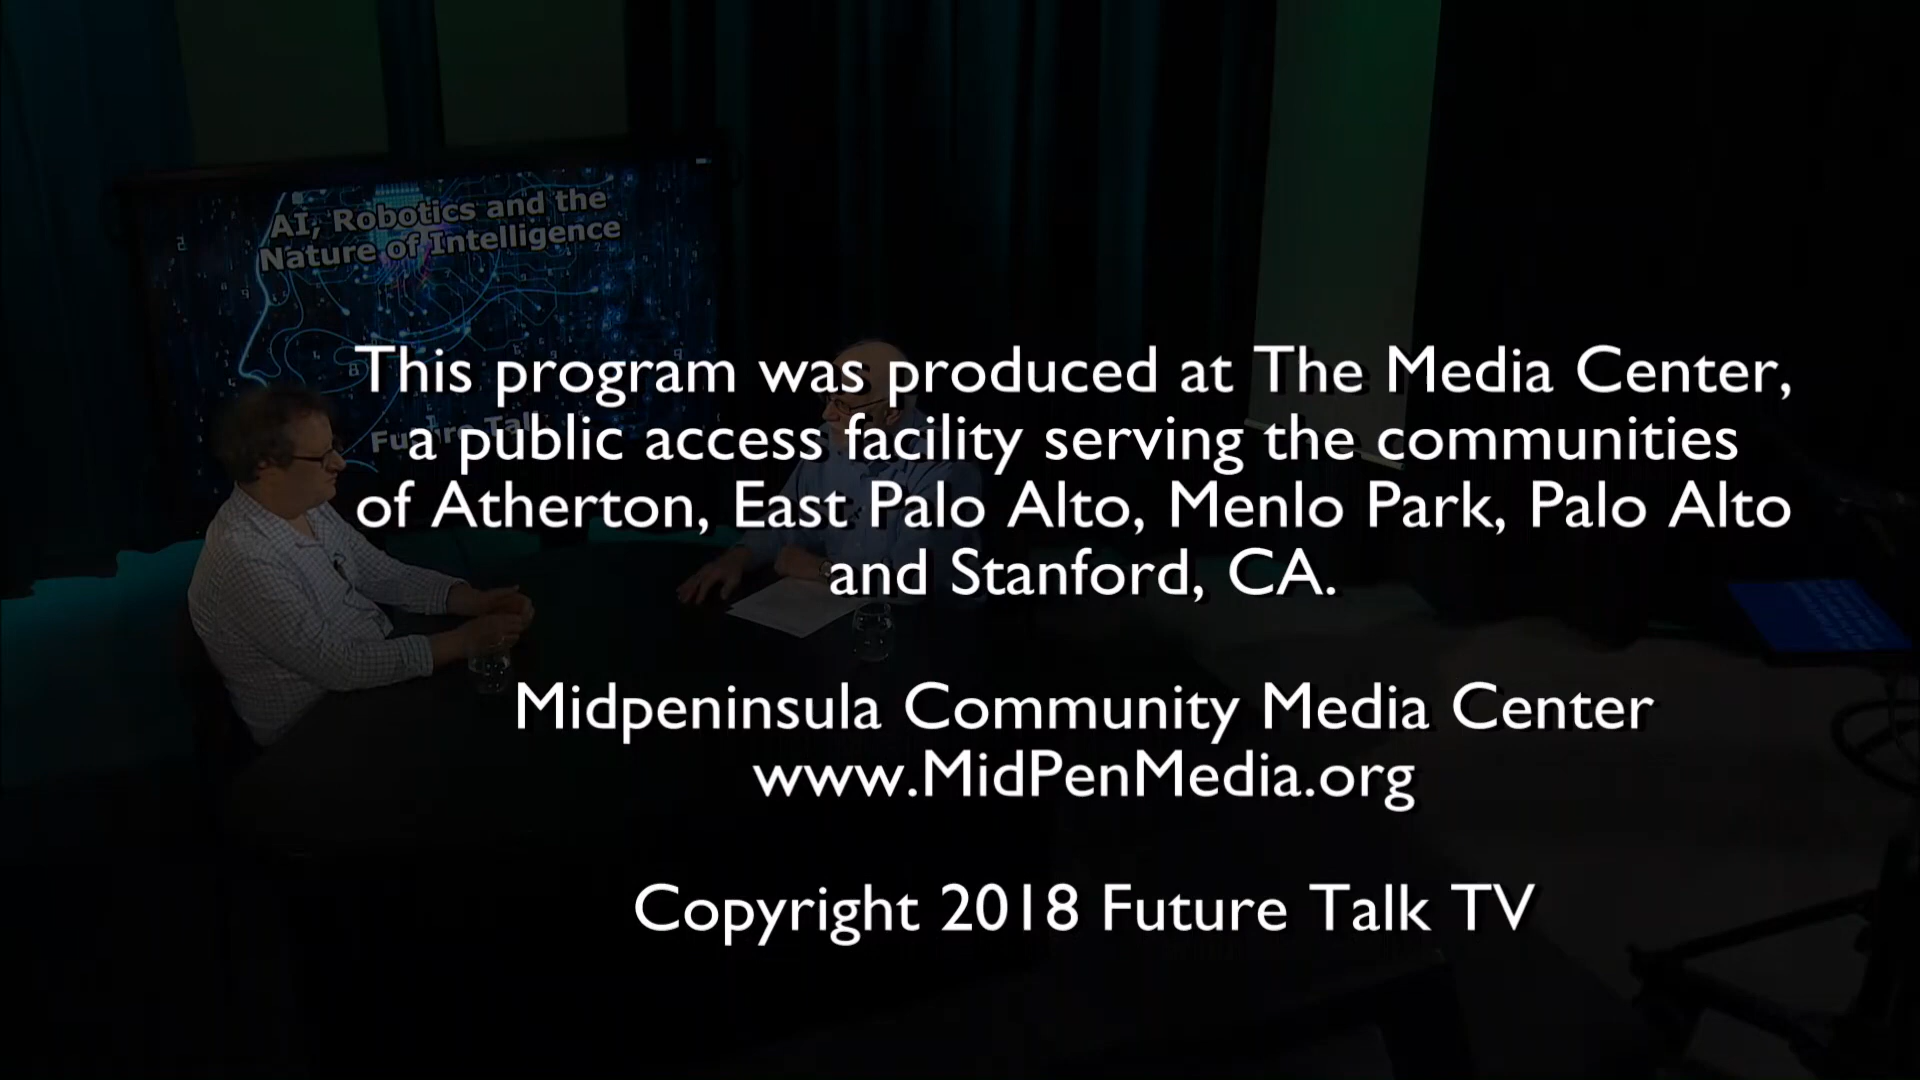 AI, Robotics and the
Nature of Intelligence
Future Talk
This program was produced at The Media Center,
a public access facility serving the communities
of Atherton, East Palo Alto, Menlo Park, Palo Alto
and Stanford, CA.
Midpeninsula Community Media Center
www.MidPenMedia.org
Copyright 2018 Future Talk TV